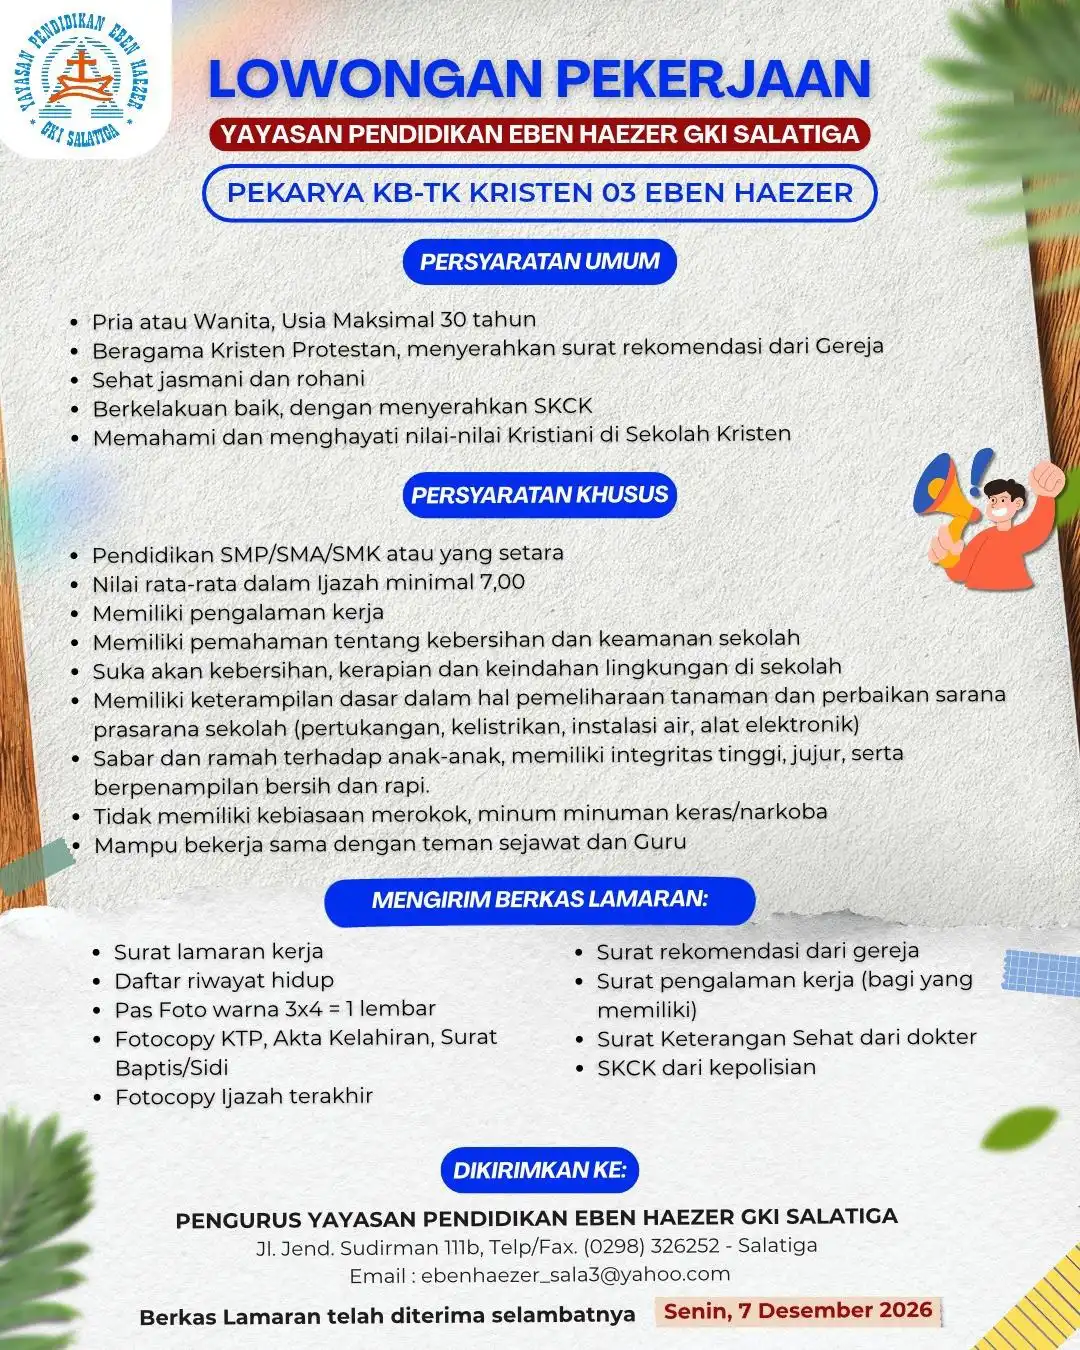 YAYASAN PENDIDIKAN EBEN HAEZER
* GKI SALATIGA *
LOWONGAN PEKERJAAN
YAYASAN PENDIDIKAN EBEN HAEZER GKI SALATIGA
PEKARYA KB-TK KRISTEN 03 EBEN HAEZER
PERSYARATAN UMUM
• Pria atau Wanita, Usia Maksimal 30 tahun
• Beragama Kristen Protestan, menyerahkan surat rekomendasi dari Gereja
• Sehat jasmani dan rohani
• Berkelakuan baik, dengan menyerahkan SKCK
• Memahami dan menghayati nilai-nilai Kristiani di Sekolah Kristen
PERSYARATAN KHUSUS
• Pendidikan SMP/SMA/SMK atau yang setara
• Nilai rata-rata dalam Ijazah minimal 7,00
• Memiliki pengalaman kerja
• Memiliki pemahaman tentang kebersihan dan keamanan sekolah
• Suka akan kebersihan, kerapian dan keindahan lingkungan di sekolah
• Memiliki keterampilan dasar dalam hal pemeliharaan tanaman dan perbaikan sarana
prasarana sekolah (pertukangan, kelistrikan, instalasi air, alat elektronik)
• Sabar dan ramah terhadap anak-anak, memiliki integritas tinggi, jujur, serta
berpenampilan bersih dan rapi.
• Tidak memiliki kebiasaan merokok, minum minuman keras/narkoba
• Mampu bekerja sama dengan teman sejawat dan Guru
MENGIRIM BERKAS LAMARAN:
• Surat lamaran kerja
• Daftar riwayat hidup
• Pas Foto warna 3x4 = 1 lembar
• Fotocopy KTP, Akta Kelahiran, Surat
Baptis/Sidi
• Fotocopy Ijazah terakhir
• Surat rekomendasi dari gereja
• Surat pengalaman kerja (bagi yang
memiliki)
• Surat Keterangan Sehat dari dokter
• SKCK dari kepolisian
DIKIRIMKAN KE:
PENGURUS YAYASAN PENDIDIKAN EBEN HAEZER GKI SALATIGA
Jl. Jend. Sudirman 111b, Telp/Fax. (0298) 326252 - Salatiga
Email : ebenhaezer_sala3@yahoo.com
Berkas Lamaran telah diterima selambatnya Senin, 7 Desember 2026